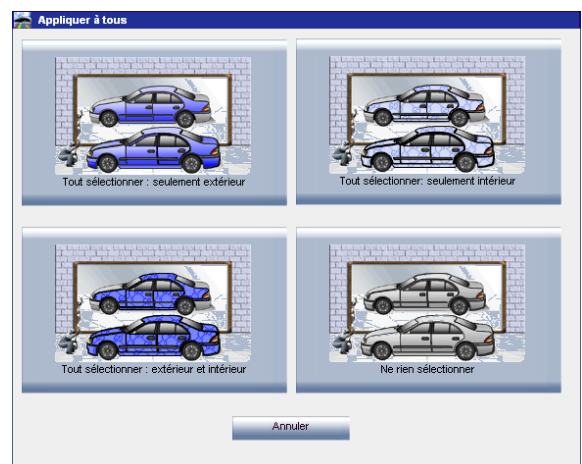 Appliquer à tous
Tout sélectionner : seulement extérieur
Tout sélectionner: seulement intérieur
Tout sélectionner : extérieur et intérieur
Ne rien sélectionner
Annuler